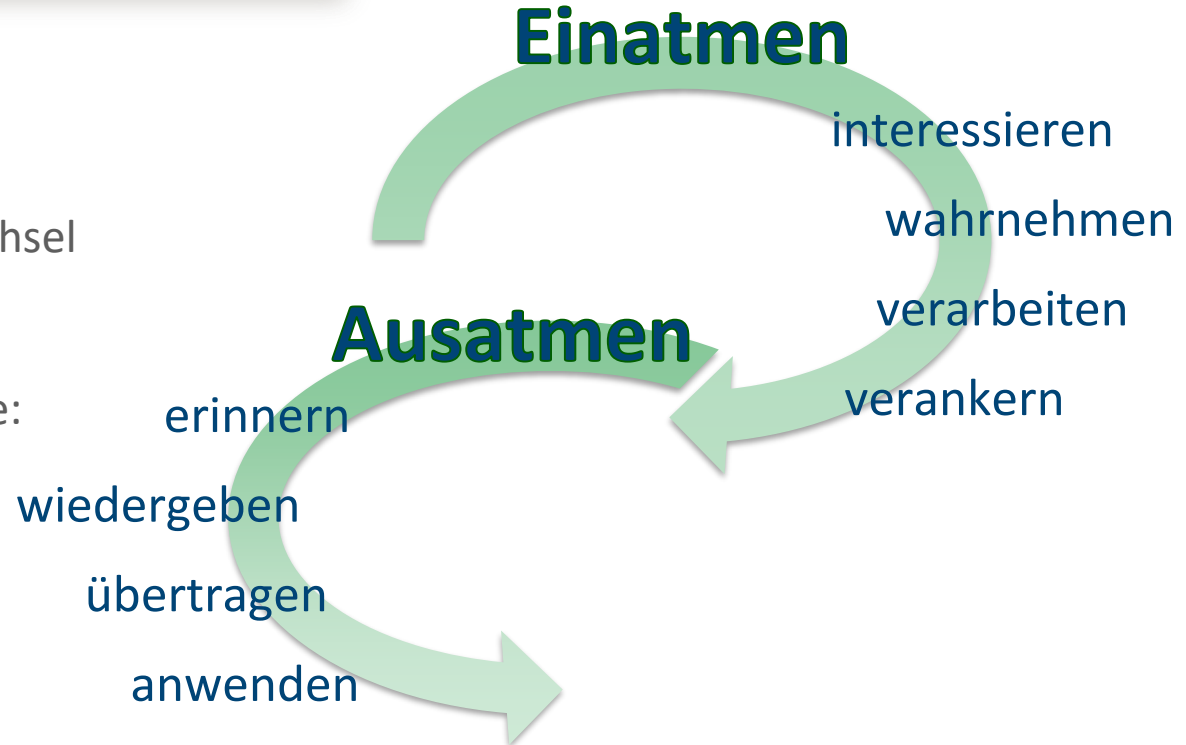 Einatmen
interessieren
wahrnehmen
hsel
verarbeiten
Ausatmen
verankern
e:
erinnern
wiedergeben
übertragen
anwenden